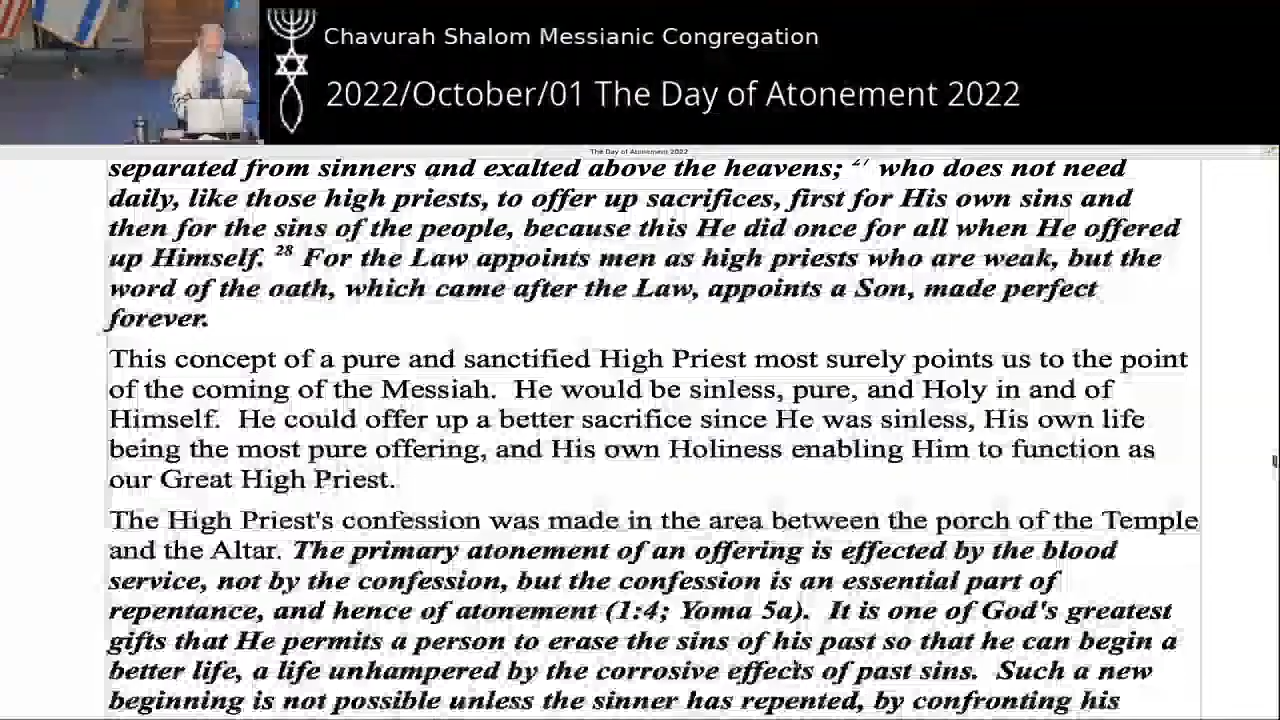 Chavurah Shalom Messianic Congregation
2022/October/01 The Day of Atonement 2022
The Day of Atonement 2022
separated from sinners and exalted above the heavens; 27 who does not need
daily, like those high priests, to offer up sacrifices, first for His own sins and
then for the sins of the people, because this He did once for all when He offered
up Himself. 28 For the Law appoints men as high priests who are weak, but the
word of the oath, which came after the Law, appoints a Son, made perfect
forever.
This concept of a pure and sanctified High Priest most surely points us to the point
of the coming of the Messiah.  He would be sinless, pure, and Holy in and of
Himself.  He could offer up a better sacrifice since He was sinless, His own life
being the most pure offering, and His own Holiness enabling Him to function as
our Great High Priest.
The High Priest's confession was made in the area between the porch of the Temple
and the Altar. The primary atonement of an offering is effected by the blood
service, not by the confession, but the confession is an essential part of
repentance, and hence of atonement (1:4; Yoma 5a).  It is one of God's greatest
gifts that He permits a person to erase the sins of his past so that he can begin a
better life, a life unhampered by the corrosive effects of past sins.  Such a new
beginning is not possible unless the sinner has repented, by confronting his